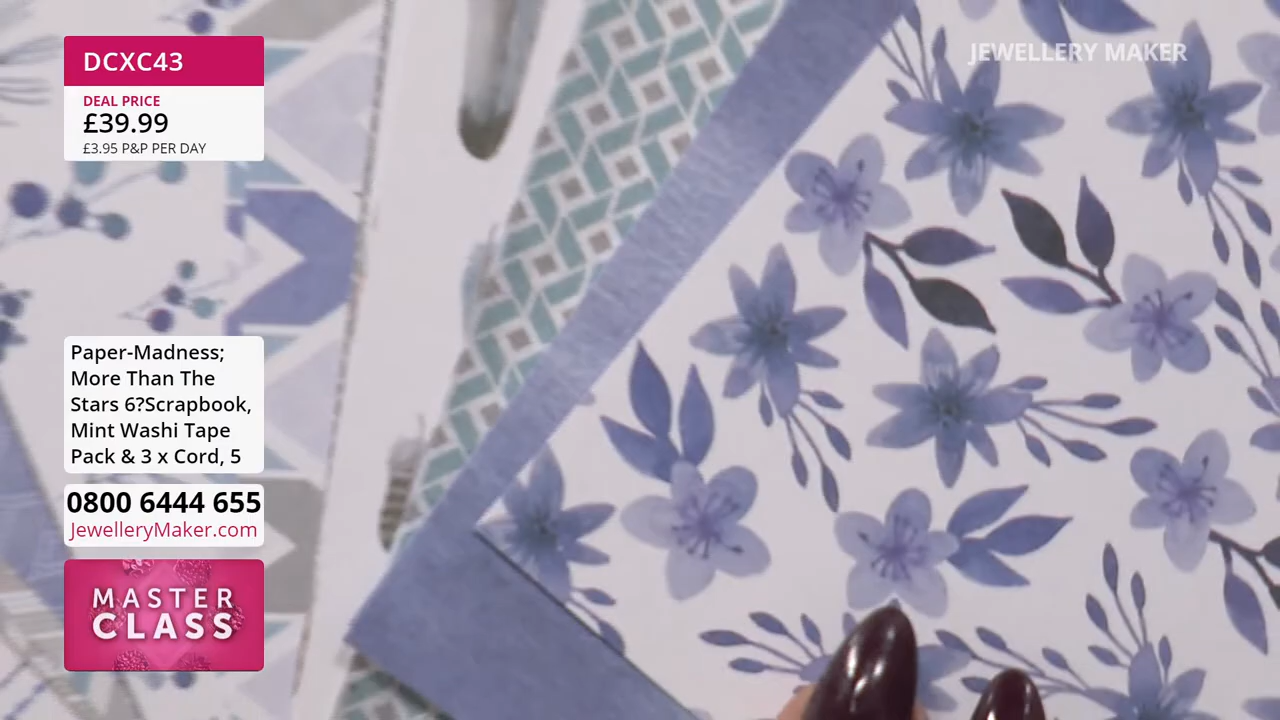 DCXC43
DEAL PRICE
£39.99
£3.95 P&P PER DAY
JEWELLERY MAKER
Paper-Madness;
More Than The
Stars 6?Scrapbook,
Mint Washi Tape
Pack & 3 x Cord, 5
0800 6444 655
JewelleryMaker.com
MASTER
CLASS